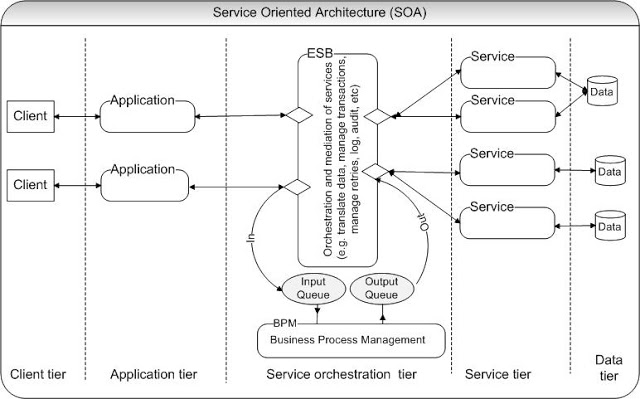 Service Oriented Architecture (SOA)
ESB
Service
Application
Client
Data
Service
Orchestration and mediation of services
(e.g. translate data, manage transactions,
manage retries, log, audit, etc)
Application
Client
Service
Data
Service
Data
In
Out
Input
Queue
Output
Queue
BPM
Business Process Management
Client tier
Application tier
Service orchestration tier
Service tier
Data
tier